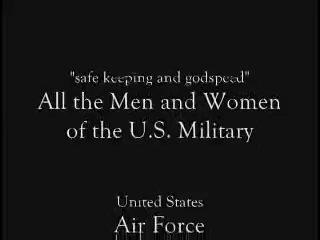 "safe keeping and godspeed"
All the Men and Women
of the U.S. Military
United States
Air Force